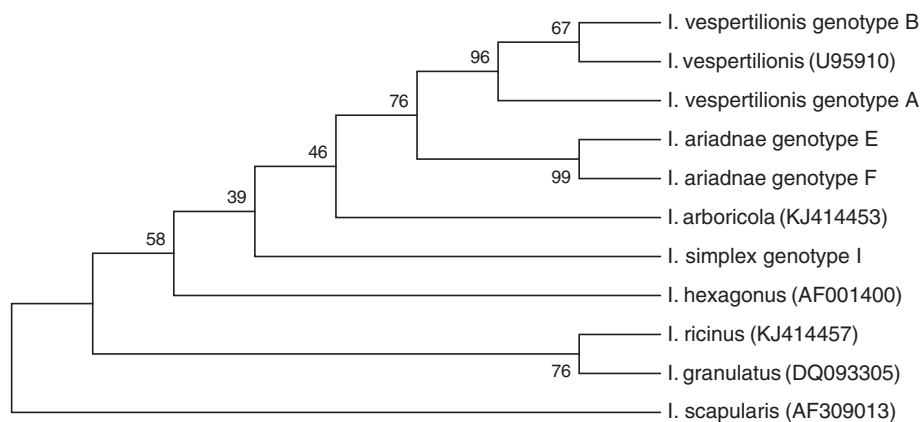 67
I. vespertilionis genotype B
I. vespertilionis (U95910)
96
I. vespertilionis genotype A
76
I. ariadnae genotype E
46
99
I. ariadnae genotype F
39
I. arboricola (KJ414453)
58
I. simplex genotype I
I. hexagonus (AF001400)
I. ricinus (KJ414457)
76
I. granulatus (DQ093305)
I. scapularis (AF309013)